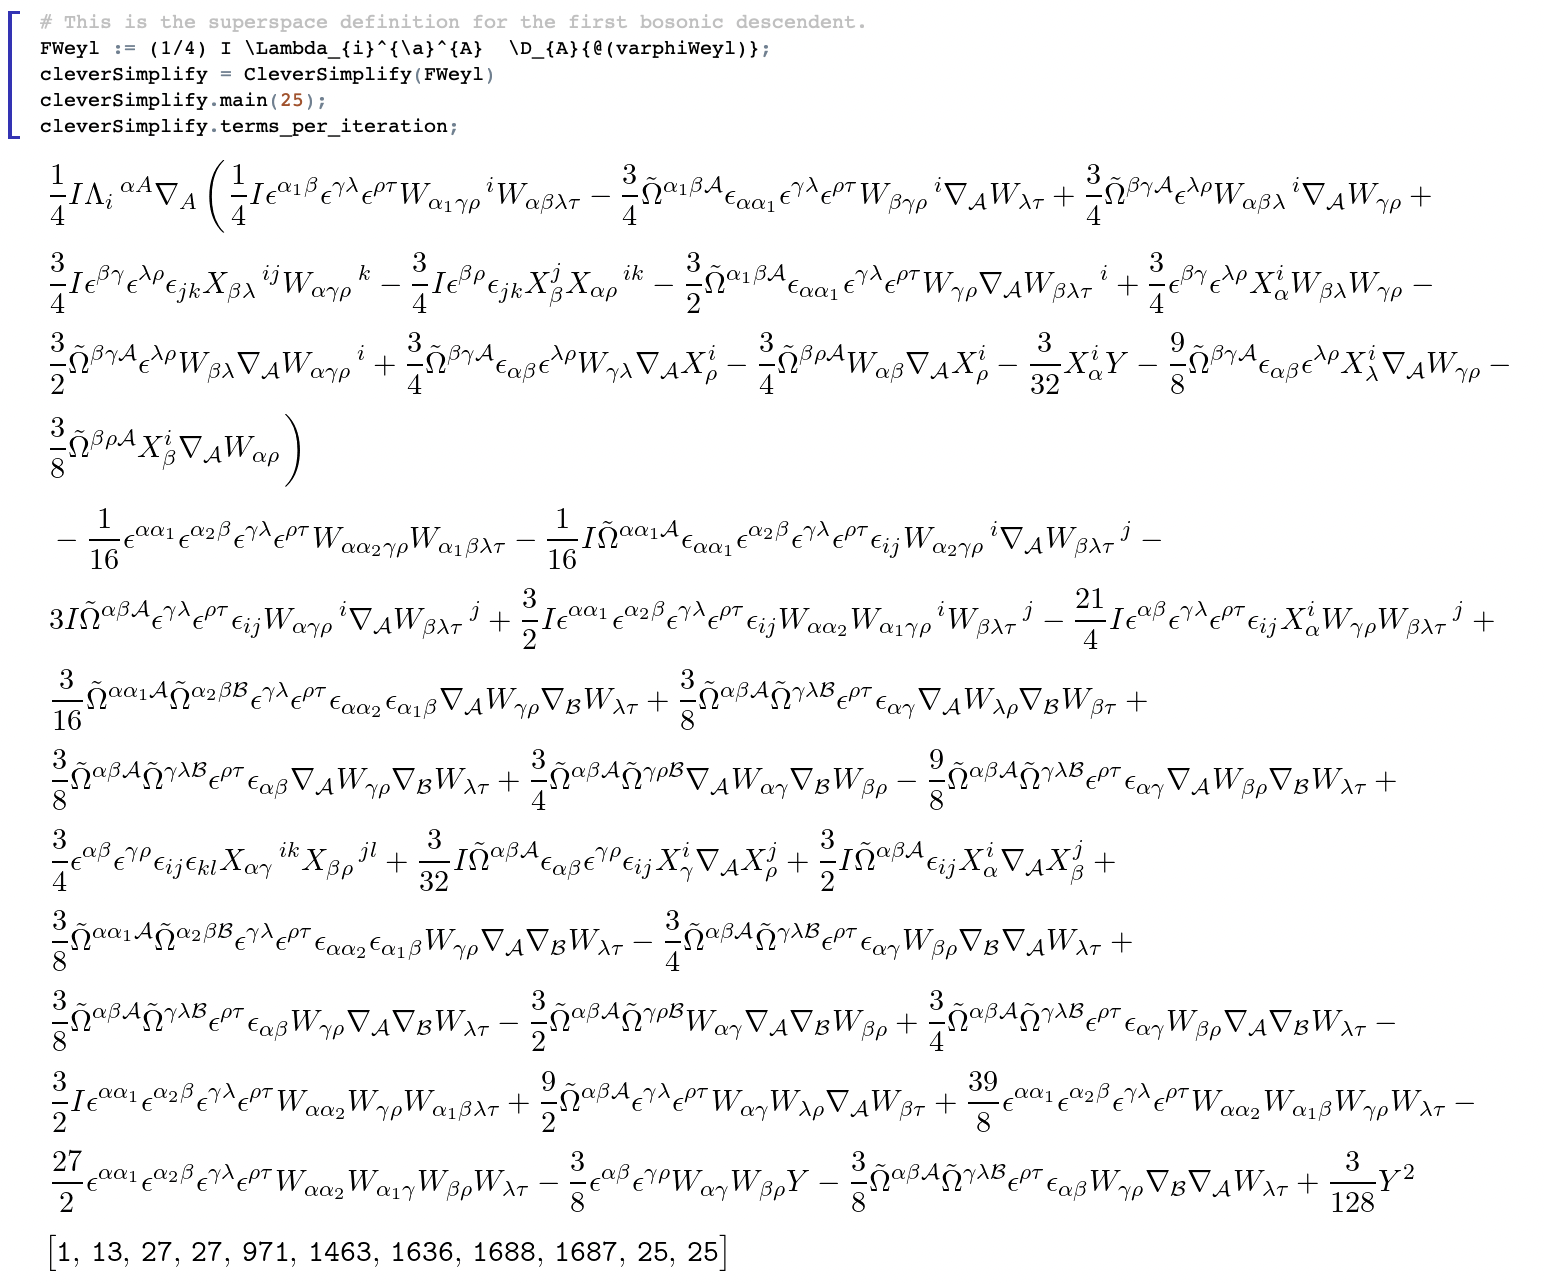 # This is the superspace definition for the first bosonic descendent.
FWeyl := (1/4) I \Lambda_{i}^{\a}^{A}  \D_{A}{@(varphiWeyl)};
cleverSimplify = CleverSimplify(FWeyl)
cleverSimplify.main(25);
cleverSimplify.terms_per_iteration;
$\frac{1}{4}I\Lambda_{i}{}^{\alpha A}\nabla_{A}\Big(\frac{1}{4}I\epsilon^{\alpha_1\beta}\epsilon^{\gamma\lambda}\epsilon^{\rho\tau}W_{\alpha_1\gamma\rho}{}^{i}W_{\alpha\beta\lambda\tau}-\frac{3}{4}\tilde{\Omega}^{\alpha_1\beta\mathcal{A}}\epsilon_{\alpha\alpha_1}\epsilon^{\gamma\lambda}\epsilon^{\rho\tau}W_{\beta\gamma\rho}{}^{i}\nabla_{\mathcal{A}}W_{\lambda\tau}+\frac{3}{4}\tilde{\Omega}^{\beta\gamma\mathcal{A}}\epsilon^{\lambda\rho}W_{\alpha\beta\lambda}{}^{i}\nabla_{\mathcal{A}}W_{\gamma\rho}+$
$\frac{3}{4}I\epsilon^{\beta\gamma}\epsilon^{\lambda\rho}\epsilon_{jk}X_{\beta\lambda}{}^{ij}W_{\alpha\gamma\rho}{}^{k}-\frac{3}{4}I\epsilon^{\beta\rho}\epsilon_{jk}X_{\beta}^{j}X_{\alpha\rho}{}^{ik}-\frac{3}{2}\tilde{\Omega}^{\alpha_1\beta\mathcal{A}}\epsilon_{\alpha\alpha_1}\epsilon^{\gamma\lambda}\epsilon^{\rho\tau}W_{\gamma\rho}\nabla_{\mathcal{A}}W_{\beta\lambda\tau}{}^{i}+\frac{3}{4}\epsilon^{\beta\gamma}\epsilon^{\lambda\rho}X_{\alpha}^{i}W_{\beta\lambda}W_{\gamma\rho}-$
$\frac{3}{2}\tilde{\Omega}^{\beta\gamma\mathcal{A}}\epsilon^{\lambda\rho}W_{\beta\lambda}\nabla_{\mathcal{A}}W_{\alpha\gamma\rho}{}^{i}+\frac{3}{4}\tilde{\Omega}^{\beta\gamma\mathcal{A}}\epsilon_{\alpha\beta}\epsilon^{\lambda\rho}W_{\gamma\lambda}\nabla_{\mathcal{A}}X_{\rho}^{i}-\frac{3}{4}\tilde{\Omega}^{\beta\rho\mathcal{A}}W_{\alpha\beta}\nabla_{\mathcal{A}}X_{\rho}^{i}-\frac{3}{32}X_{\alpha}^{i}Y-\frac{9}{8}\tilde{\Omega}^{\beta\gamma\mathcal{A}}\epsilon_{\alpha\beta}\epsilon^{\lambda\rho}X_{\lambda}^{i}\nabla_{\mathcal{A}}W_{\gamma\rho}-$
$\frac{3}{8}\tilde{\Omega}^{\beta\rho\mathcal{A}}X_{\beta}^{i}\nabla_{\mathcal{A}}W_{\alpha\rho}\Big)$
$-\frac{1}{16}\epsilon^{\alpha\alpha_1}\epsilon^{\alpha_2\beta}\epsilon^{\gamma\lambda}\epsilon^{\rho\tau}W_{\alpha\alpha_2\gamma\rho}W_{\alpha_1\beta\lambda\tau}-\frac{1}{16}I\tilde{\Omega}^{\alpha\alpha_1\mathcal{A}}\epsilon_{\alpha\alpha_1}\epsilon^{\alpha_2\beta}\epsilon^{\gamma\lambda}\epsilon^{\rho\tau}\epsilon_{ij}W_{\alpha_2\gamma\rho}{}^{i}\nabla_{\mathcal{A}}W_{\beta\lambda\tau}{}^{j}-$
$3I\tilde{\Omega}^{\alpha\beta\mathcal{A}}\epsilon^{\gamma\lambda}\epsilon^{\rho\tau}\epsilon_{ij}W_{\alpha\gamma\rho}{}^{i}\nabla_{\mathcal{A}}W_{\beta\lambda\tau}{}^{j}+\frac{3}{2}I\epsilon^{\alpha\alpha_1}\epsilon^{\alpha_2\beta}\epsilon^{\gamma\lambda}\epsilon^{\rho\tau}\epsilon_{ij}W_{\alpha\alpha_2}W_{\alpha_1\gamma\rho}{}^{i}W_{\beta\lambda\tau}{}^{j}-\frac{21}{4}I\epsilon^{\alpha\beta}\epsilon^{\gamma\lambda}\epsilon^{\rho\tau}\epsilon_{ij}X_{\alpha}^{i}W_{\gamma\rho}W_{\beta\lambda\tau}{}^{j}+$
$\frac{3}{16}\tilde{\Omega}^{\alpha\alpha_1\mathcal{A}}\tilde{\Omega}^{\alpha_2\beta\mathcal{B}}\epsilon^{\gamma\lambda}\epsilon^{\rho\tau}\epsilon_{\alpha\alpha_2}\epsilon_{\alpha_1\beta}\nabla_{\mathcal{A}}W_{\gamma\rho}\nabla_{\mathcal{B}}W_{\lambda\tau}+\frac{3}{8}\tilde{\Omega}^{\alpha\beta\mathcal{A}}\tilde{\Omega}^{\gamma\lambda\mathcal{B}}\epsilon^{\rho\tau}\epsilon_{\alpha\gamma}\nabla_{\mathcal{A}}W_{\lambda\rho}\nabla_{\mathcal{B}}W_{\beta\tau}+$
$\frac{3}{8}\tilde{\Omega}^{\alpha\beta\mathcal{A}}\tilde{\Omega}^{\gamma\lambda\mathcal{B}}\epsilon^{\rho\tau}\epsilon_{\alpha\beta}\nabla_{\mathcal{A}}W_{\gamma\rho}\nabla_{\mathcal{B}}W_{\lambda\tau}+\frac{3}{4}\tilde{\Omega}^{\alpha\beta\mathcal{A}}\tilde{\Omega}^{\gamma\rho\mathcal{B}}\nabla_{\mathcal{A}}W_{\alpha\gamma}\nabla_{\mathcal{B}}W_{\beta\rho}-\frac{9}{8}\tilde{\Omega}^{\alpha\beta\mathcal{A}}\tilde{\Omega}^{\gamma\lambda\mathcal{B}}\epsilon^{\rho\tau}\epsilon_{\alpha\gamma}\nabla_{\mathcal{A}}W_{\beta\rho}\nabla_{\mathcal{B}}W_{\lambda\tau}+$
$\frac{3}{4}\epsilon^{\alpha\beta}\epsilon^{\gamma\rho}\epsilon_{ij}\epsilon_{kl}X_{\alpha\gamma}{}^{ik}X_{\beta\rho}{}^{jl}+\frac{3}{32}I\tilde{\Omega}^{\alpha\beta\mathcal{A}}\epsilon_{\alpha\beta}\epsilon^{\gamma\rho}\epsilon_{ij}X_{\gamma}^{i}\nabla_{\mathcal{A}}X_{\rho}^{j}+\frac{3}{2}I\tilde{\Omega}^{\alpha\beta\mathcal{A}}\epsilon_{ij}X_{\alpha}^{i}\nabla_{\mathcal{A}}X_{\beta}^{j}+$
$\frac{3}{8}\tilde{\Omega}^{\alpha\alpha_1\mathcal{A}}\tilde{\Omega}^{\alpha_2\beta\mathcal{B}}\epsilon^{\gamma\lambda}\epsilon^{\rho\tau}\epsilon_{\alpha\alpha_2}\epsilon_{\alpha_1\beta}W_{\gamma\rho}\nabla_{\mathcal{A}}\nabla_{\mathcal{B}}W_{\lambda\tau}-\frac{3}{4}\tilde{\Omega}^{\alpha\beta\mathcal{A}}\tilde{\Omega}^{\gamma\lambda\mathcal{B}}\epsilon^{\rho\tau}\epsilon_{\alpha\gamma}W_{\beta\rho}\nabla_{\mathcal{B}}\nabla_{\mathcal{A}}W_{\lambda\tau}+$
$\frac{3}{8}\tilde{\Omega}^{\alpha\beta\mathcal{A}}\tilde{\Omega}^{\gamma\lambda\mathcal{B}}\epsilon^{\rho\tau}\epsilon_{\alpha\beta}W_{\gamma\rho}\nabla_{\mathcal{A}}\nabla_{\mathcal{B}}W_{\lambda\tau}-\frac{3}{2}\tilde{\Omega}^{\alpha\beta\mathcal{A}}\tilde{\Omega}^{\gamma\rho\mathcal{B}}W_{\alpha\gamma}\nabla_{\mathcal{A}}\nabla_{\mathcal{B}}W_{\beta\rho}+\frac{3}{4}\tilde{\Omega}^{\alpha\beta\mathcal{A}}\tilde{\Omega}^{\gamma\lambda\mathcal{B}}\epsilon^{\rho\tau}\epsilon_{\alpha\gamma}W_{\beta\rho}\nabla_{\mathcal{A}}\nabla_{\mathcal{B}}W_{\lambda\tau}-$
$\frac{3}{2}I\epsilon^{\alpha\alpha_1}\epsilon^{\alpha_2\beta}\epsilon^{\gamma\lambda}\epsilon^{\rho\tau}W_{\alpha\alpha_2}W_{\gamma\rho}W_{\alpha_1\beta\lambda\tau}+\frac{9}{2}\tilde{\Omega}^{\alpha\beta\mathcal{A}}\epsilon^{\gamma\lambda}\epsilon^{\rho\tau}W_{\alpha\gamma}W_{\lambda\rho}\nabla_{\mathcal{A}}W_{\beta\tau}+\frac{39}{8}\epsilon^{\alpha\alpha_1}\epsilon^{\alpha_2\beta}\epsilon^{\gamma\lambda}\epsilon^{\rho\tau}W_{\alpha\alpha_2}W_{\alpha_1\beta}W_{\gamma\rho}W_{\lambda\tau}-$
$\frac{27}{2}\epsilon^{\alpha\alpha_1}\epsilon^{\alpha_2\beta}\epsilon^{\gamma\lambda}\epsilon^{\rho\tau}W_{\alpha\alpha_2}W_{\alpha_1\gamma}W_{\beta\rho}W_{\lambda\tau}-\frac{3}{8}\epsilon^{\alpha\beta}\epsilon^{\gamma\rho}W_{\alpha\gamma}W_{\beta\rho}Y-\frac{3}{8}\tilde{\Omega}^{\alpha\beta\mathcal{A}}\tilde{\Omega}^{\gamma\lambda\mathcal{B}}\epsilon^{\rho\tau}\epsilon_{\alpha\beta}W_{\gamma\rho}\nabla_{\mathcal{B}}\nabla_{\mathcal{A}}W_{\lambda\tau}+\frac{3}{128}Y^{2}$
[1, 13, 27, 27, 971, 1463, 1636, 1688, 1687, 25, 25]